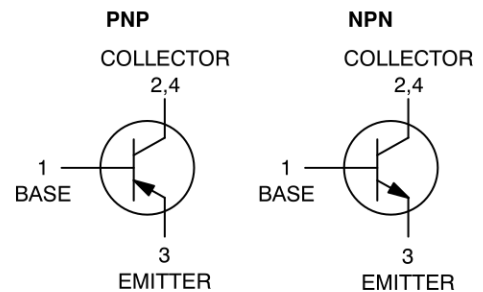 PNP
COLLECTOR
2,4
1
BASE
3
EMITTER
NPN
COLLECTOR
2,4
1
BASE
3
EMITTER